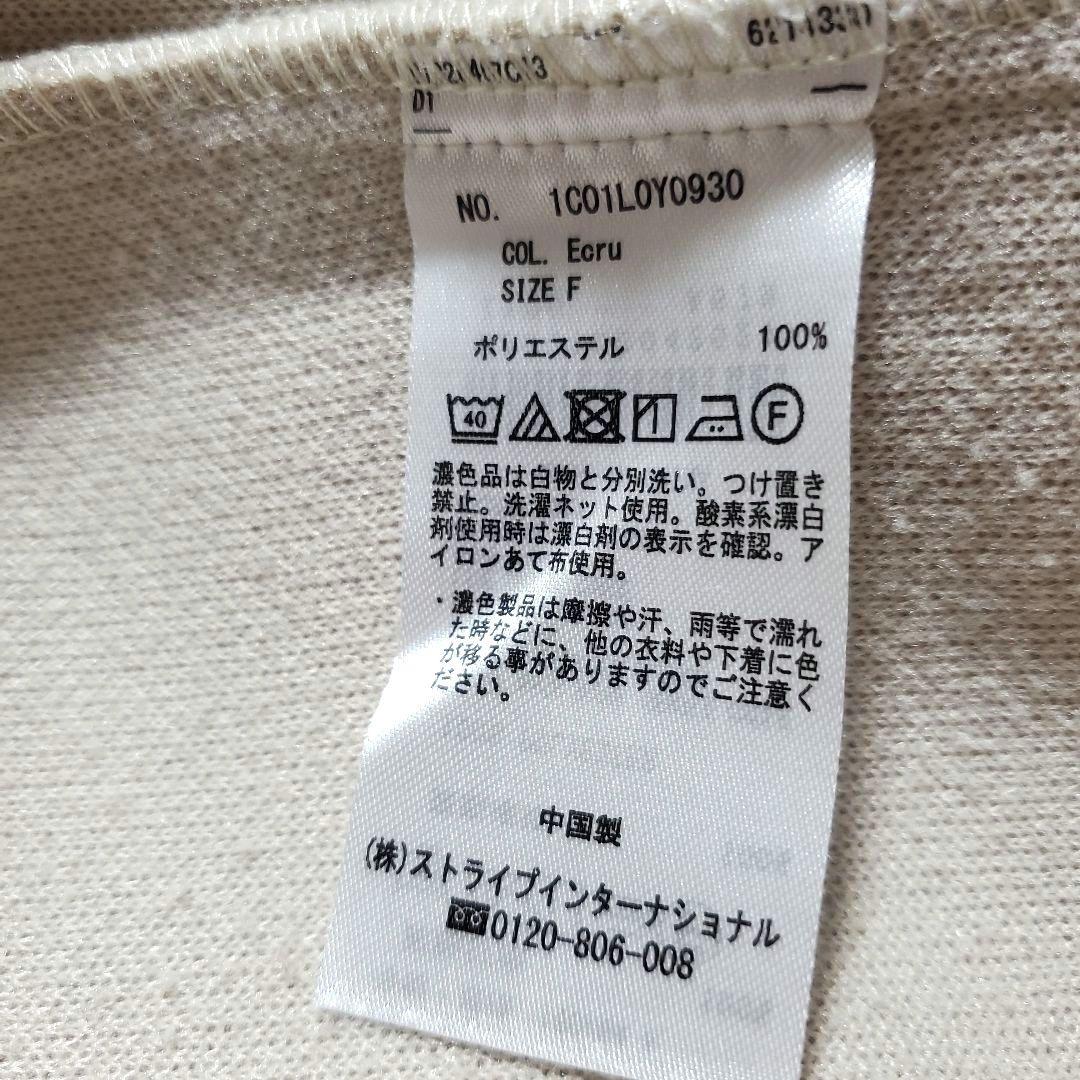 D1
NO. 1C01L0Y0930
COL. Ecru
SIZE F
ポリエステル 100%
40 F
濃色品は白物と分別洗い。つけ置き
禁止。洗濯ネット使用。酸素系漂白
剤使用時は漂白剤の表示を確認。ア
イロンあて布使用。
・濃色製品は摩擦や汗、雨等で濡れ
た時などに、他の衣料や下着に色
が移る事がありますのでご注意く
ださい。
中国製
(株)ストライプインターナショナル
0120-806-008